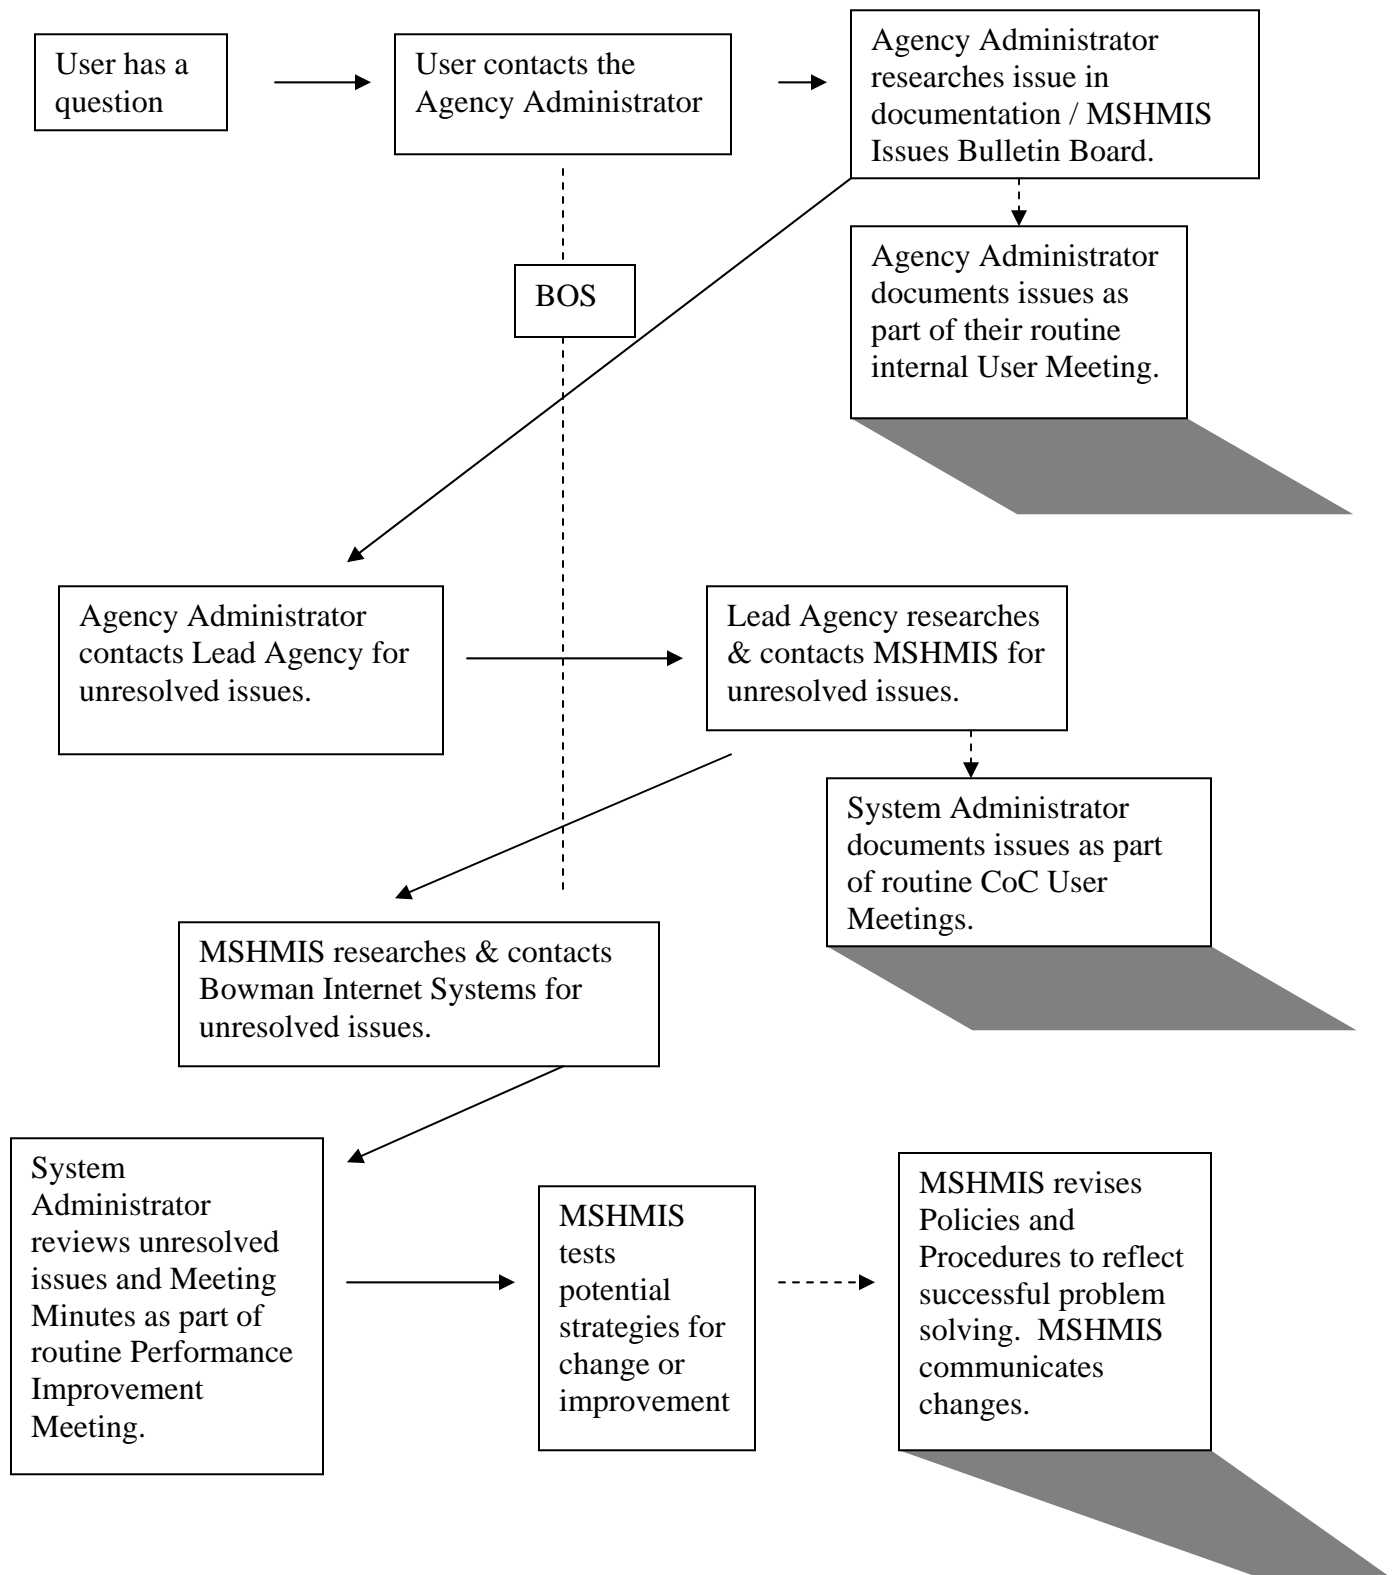 User has a
question
User contacts the
Agency Administrator
Agency Administrator
researches issue in
documentation / MSHMIS
Issues Bulletin Board.
Agency Administrator
documents issues as
part of their routine
internal User Meeting.
BOS
Agency Administrator
contacts Lead Agency for
unresolved issues.
Lead Agency researches
& contacts MSHMIS for
unresolved issues.
System Administrator
documents issues as part
of routine CoC User
Meetings.
MSHMIS researches & contacts
Bowman Internet Systems for
unresolved issues.
System
Administrator
reviews unresolved
issues and Meeting
Minutes as part of
routine Performance
Improvement
Meeting.
MSHMIS
tests
potential
strategies for
change or
improvement
MSHMIS revises
Policies and
Procedures to reflect
successful problem
solving.  MSHMIS
communicates
changes.